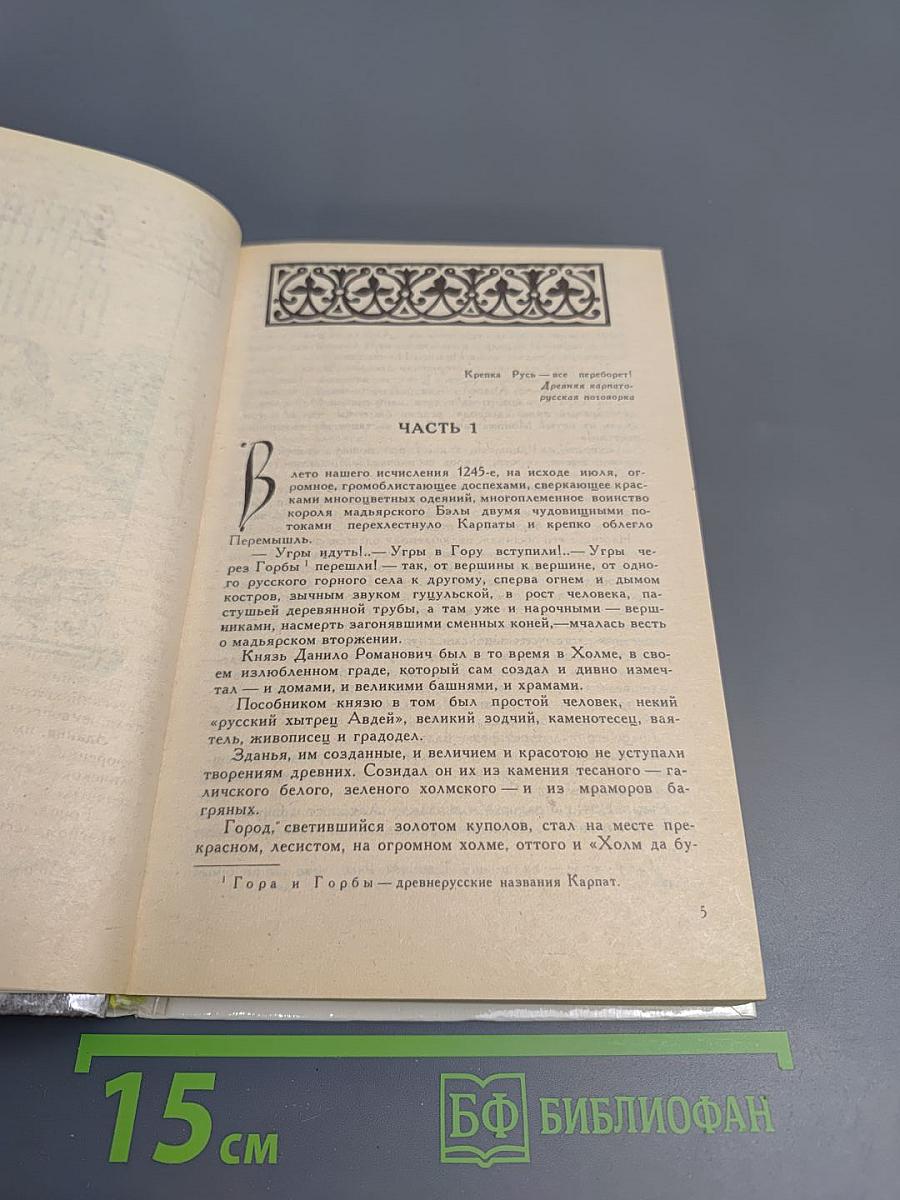 Крепка Русь — все переборет!
Древняя карпато-
русская поговорка
ЧАСТЬ 1
В лето нашего исчисления 1245-е, на исходе июля, ог-
ромное, громоблистающее доспехами, сверкающее крас-
ками многоцветных одеяний, многоплеменное воинство
короля мадьярского Бэлы двумя чудовищными по-
токами перехлестнуло Карпаты и крепко облегло
Перемышль.
— Угры идуть!..— Угры в Гору вступили!..— Угры че-
рез Горбы ¹ перешли! — так, от вершины к вершине, от одно-
го русского горного села к другому, сперва огнем и дымом
костров, зычным звуком гуцульской, в рост человека, па-
стушьей деревянной трубы, а там уже и нарочными — верш-
никами, насмерть загонявшими сменных коней,—мчалась весть
о мадьярском вторжении.
Князь Данило Романович был в то время в Холме, в сво-
ем излюбленном граде, который сам создал и дивно измеч-
тал — и домами, и великими башнями, и храмами.
Пособником князю в том был простой человек, некий
«русский хытрец Авдей», великий зодчий, каменотесец, вая-
тель, живописец и градодел.
Зданья, им созданные, и величием и красотою не уступали
творениям древних. Созидал он их из камения тесаного — га-
личского белого, зеленого холмского — и из мраморов ба-
гряных.
Город, светившийся золотом куполов, стал на месте пре-
красном, лесистом, на огромном холме, оттого и «Холм да бу-
¹ Гора и Горбы — древнерусские названия Карпат.
5
15 см
БФ БИБЛИОФАН